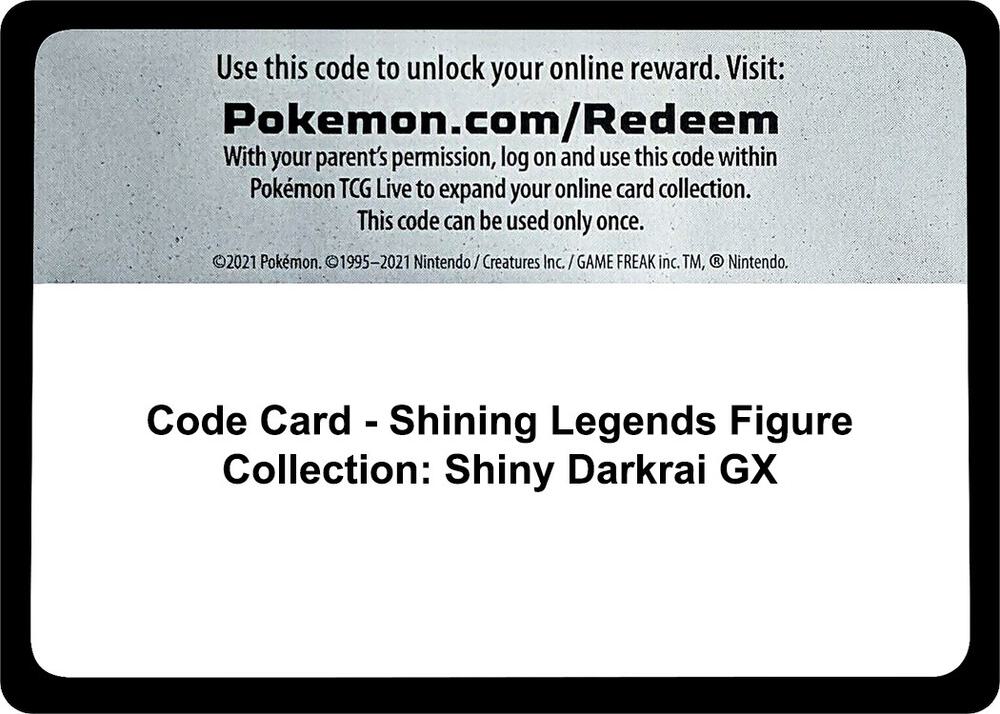 Use this code to unlock your online reward. Visit:
Pokemon.com/Redeem
With your parent's permission, log on and use this code within
Pokémon TCG Live to expand your online card collection.
This code can be used only once.
©2021 Pokémon. ©1995–2021 Nintendo / Creatures Inc. / GAME FREAK inc. TM, ® Nintendo.
Code Card - Shining Legends Figure
Collection: Shiny Darkrai GX